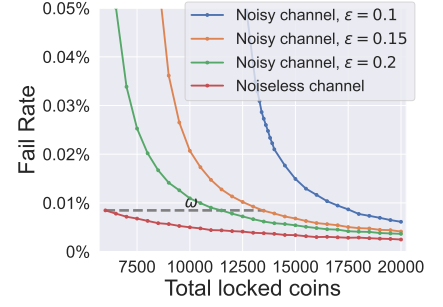 0.05%
0.04%
0.03%
0.02%
0.01%
0%
Fail Rate
Noisy channel, ε = 0.1
Noisy channel, ε = 0.15
Noisy channel, ε = 0.2
Noiseless channel
ω
7500 10000 12500 15000 17500 20000
Total locked coins